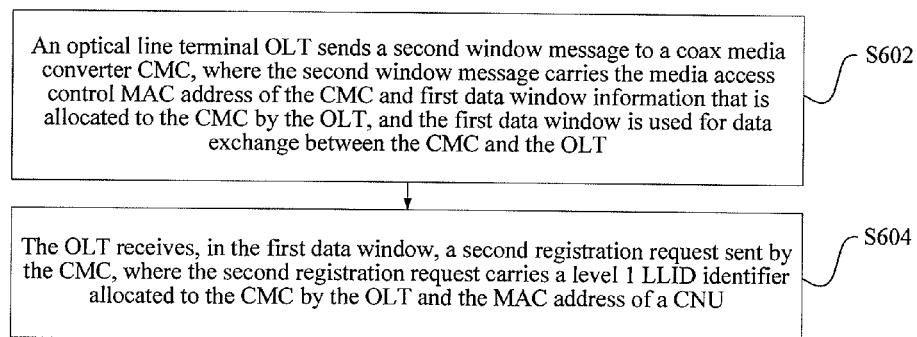 An optical line terminal OLT sends a second window message to a coax media
converter CMC, where the second window message carries the media access
control MAC address of the CMC and first data window information that is
allocated to the CMC by the OLT, and the first data window is used for data
exchange between the CMC and the OLT
S602
The OLT receives, in the first data window, a second registration request sent by
the CMC, where the second registration request carries a level 1 LLID identifier
allocated to the CMC by the OLT and the MAC address of a CNU
S604